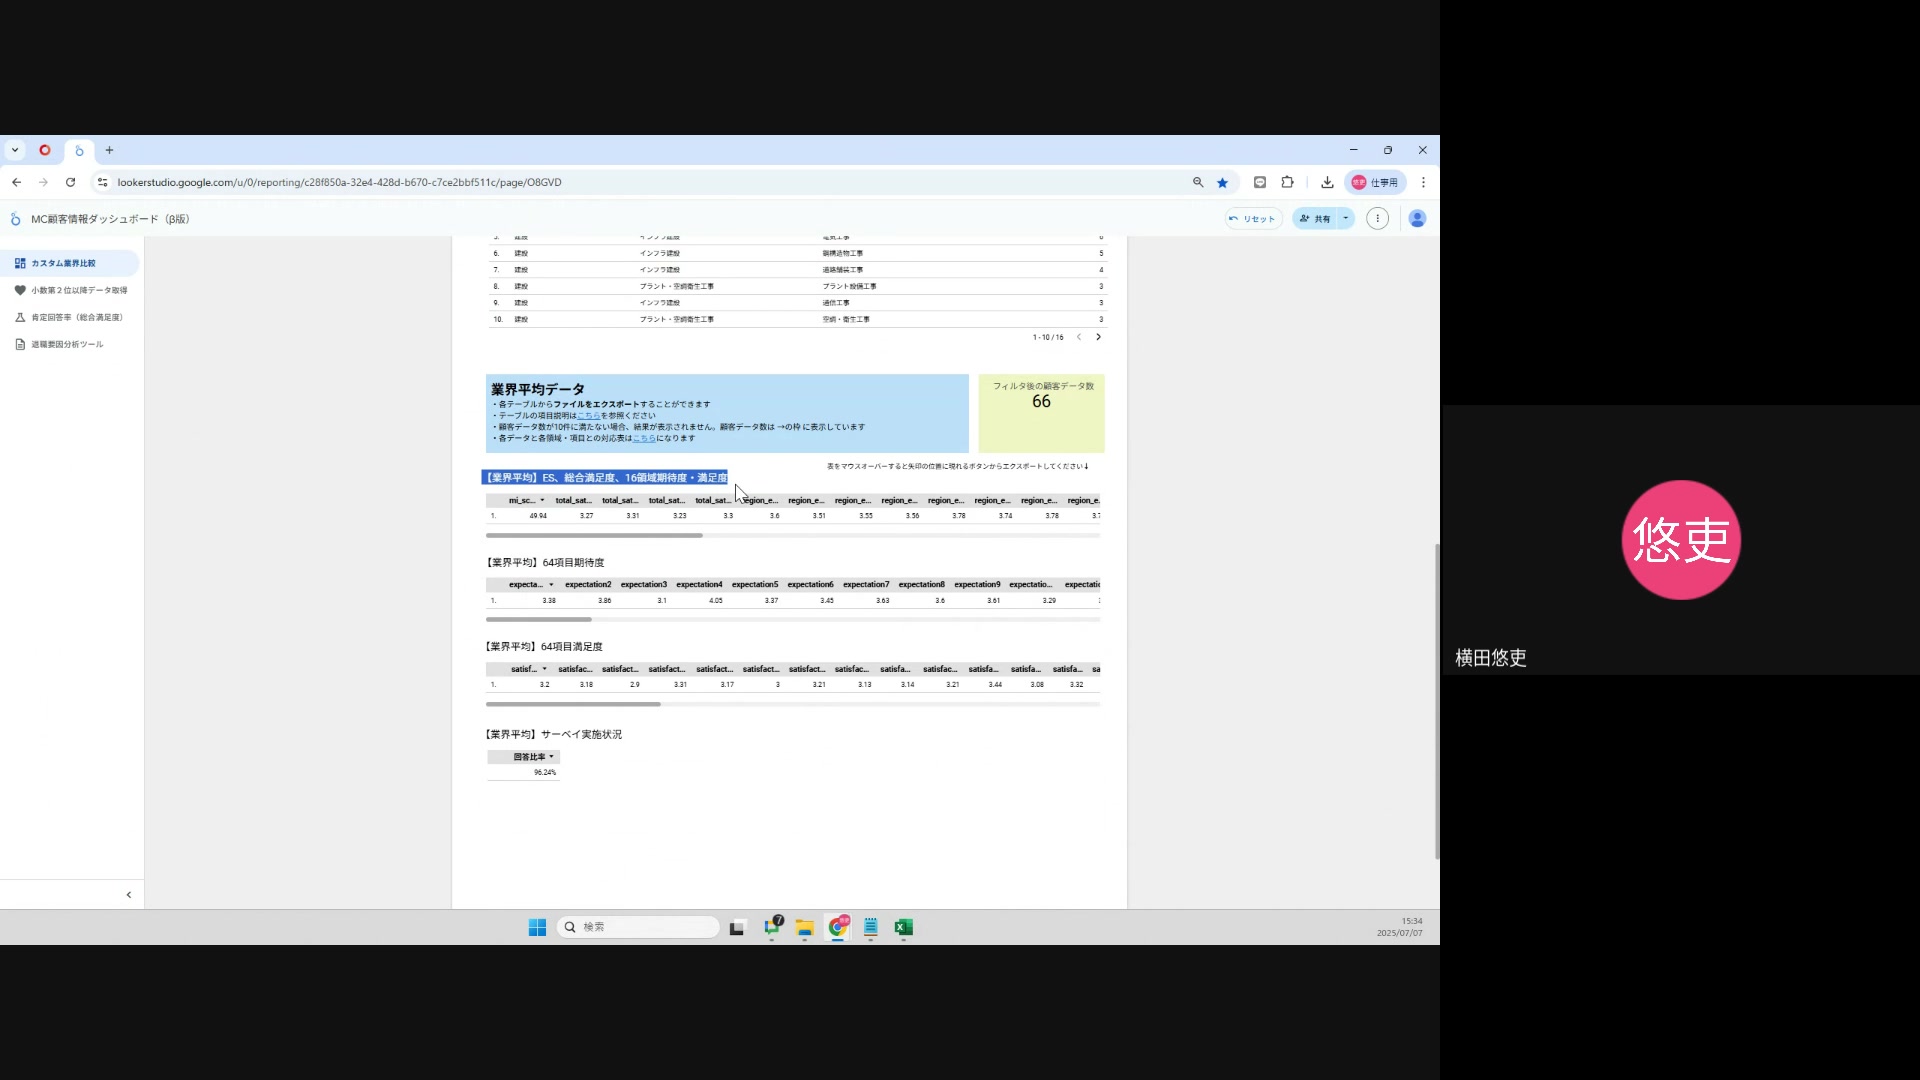 lookerstudio.google.com/u/0/reporting/c28f850a-32e4-428d-b670-c7ce2bbf511c/page/O8GVD
仕事用
MC顧客情報ダッシュボード（β版）
リセット
共有
カスタム業界比較
小数第２位以降データ取得
肯定回答率（総合満足度）
退職要因分析ツール
5. 建設 インフラ建設 電気工事 6
6. 建設 インフラ建設 鋼構造物工事 5
7. 建設 インフラ建設 道路舗装工事 4
8. 建設 プラント・空調衛生工事 プラント設備工事 3
9. 建設 インフラ建設 通信工事 3
10. 建設 プラント・空調衛生工事 空調・衛生工事 3
1 - 10 / 16
業界平均データ
・各テーブルからファイルをエクスポートすることができます
・テーブルの項目説明はこちらを参照ください
・顧客データ数が10件に満たない場合、結果が表示されません。顧客データ数は →の枠 に表示しています
・各データと各領域・項目との対応表はこちらになります
フィルタ後の顧客データ数
66
表をマウスオーバーすると矢印の位置に現れるボタンからエクスポートしてください↓
【業界平均】ES、総合満足度、16領域期待度・満足度
mi_sc... total_sat... total_sat... total_sat... total_sat... region_e... region_e... region_e... region_e... region_e... region_e... region_e... region_e.
1. 49.94 3.27 3.31 3.23 3.3 3.6 3.51 3.55 3.56 3.78 3.74 3.78 3.7
【業界平均】64項目期待度
expecta... expectation2 expectation3 expectation4 expectation5 expectation6 expectation7 expectation8 expectation9 expectatio... expectatio
1. 3.38 3.86 3.1 4.05 3.37 3.45 3.63 3.6 3.61 3.29
【業界平均】64項目満足度
satisf... satisfac... satisfact... satisfact... satisfact... satisfact... satisfact... satisfac... satisfa... satisfac... satisfa... satisfa... satisfa... sa
1. 3.2 3.18 2.9 3.31 3.17 3 3.21 3.13 3.14 3.21 3.44 3.08 3.32
【業界平均】サーベイ実施状況
回答比率
96.24%
検索
7
15:34
2025/07/07
悠吏
横田悠吏